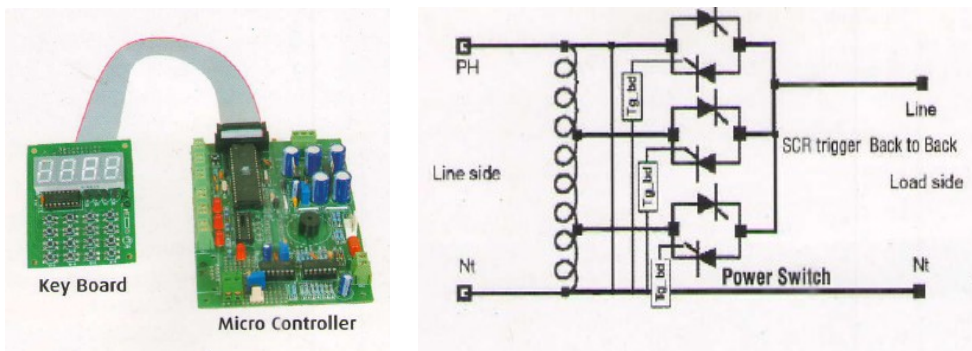 8888
Key Board
Micro Controller
PH
Tg_bd
Line
Tg_bd
SCR trigger Back to Back
Line side
Load side
Tg_bd
Nt
Power Switch
Nt